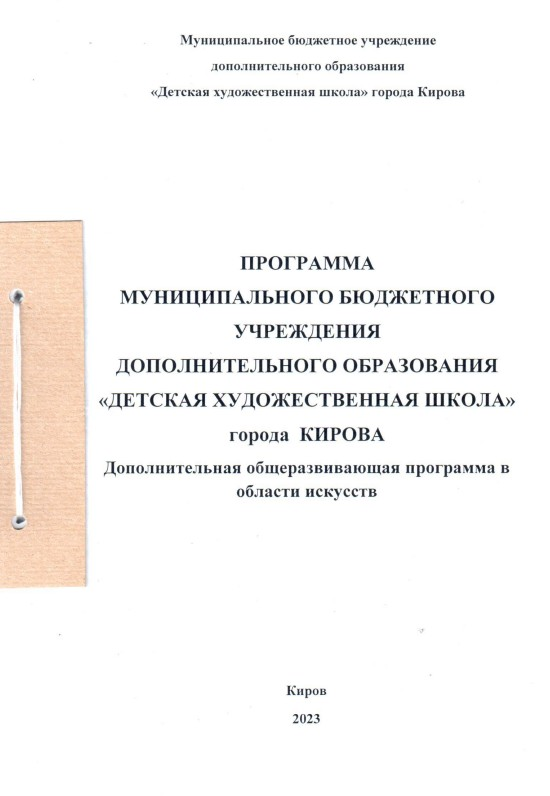 Муниципальное бюджетное учреждение
дополнительного образования
«Детская художественная школа» города Кирова
ПРОГРАММА
МУНИЦИПАЛЬНОГО БЮДЖЕТНОГО
УЧРЕЖДЕНИЯ
ДОПОЛНИТЕЛЬНОГО ОБРАЗОВАНИЯ
«ДЕТСКАЯ ХУДОЖЕСТВЕННАЯ ШКОЛА»
города КИРОВА
Дополнительная общеразвивающая программа в
области искусств
Киров
2023